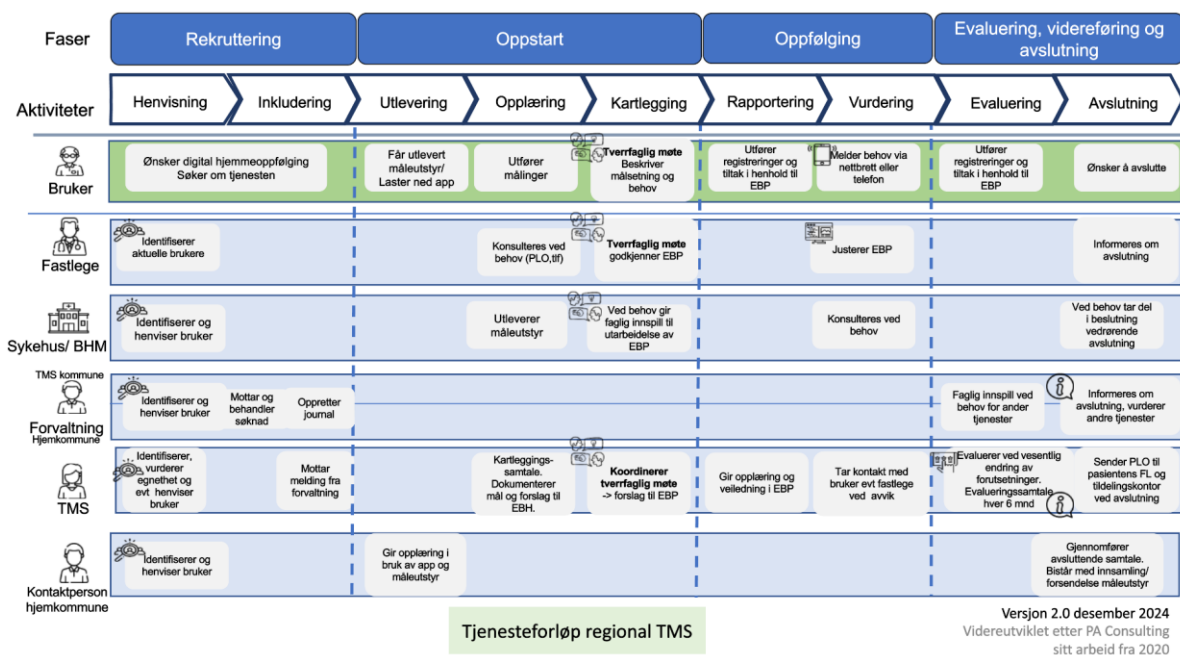 Faser
Rekruttering
Oppstart
Oppfølging
Evaluering, videreføring og
avslutning
Aktiviteter
Henvisning
Inkludering
Utlevering
Opplæring
Kartlegging
Rapportering
Vurdering
Evaluering
Avslutning
Bruker
Ønsker digital hjemmeoppfølging
Søker om tjenesten
Får utlevert
måleutstyr/
Laster ned app
Utfører
målinger
Tverrfaglig møte
Beskriver
målsetning og
behov
Utfører
registreringer og
tiltak i henhold til
EBP
Melder behov via
nettbrett eller
telefon
Utfører
registreringer og
tiltak i henhold til
EBP
Ønsker å avslutte
Fastlege
Identifiserer
aktuelle brukere
Konsulteres ved
behov (PLO,tlf)
Tverrfaglig møte
godkjenner EBP
Justerer EBP
Informeres om
avslutning
Sykehus/ BHM
Identifiserer og
henviser bruker
Utleverer
måleutstyr
Ved behov gir
faglig innspill til
utarbeidelse av
EBP
Konsulteres ved
behov
Ved behov tar del
i beslutning
vedrørende
avslutning
TMS kommune
Forvaltning
Hjemkommune
Identifiserer og
henviser bruker
Mottar og
behandler
søknad
Oppretter
journal
Faglig innspill ved
behov for ander
tjenester
Informeres om
avslutning, vurderer
andre tjenester
TMS
Identifiserer,
vurderer
egnethet og
evt henviser
bruker
Mottar
melding fra
forvaltning
Kartleggings-
samtale.
Dokumenterer
mål og forslag til
EBH.
Koordinerer
tverrfaglig møte
-> forslag til EBP
Gir opplæring og
veiledning i EBP
Tar kontakt med
bruker evt fastlege
ved avvik
Evaluerer ved vesentlig
endring av
forutsetninger.
Evalueringssamtale
hver 6 mnd
Sender PLO til
pasientens FL og
tildelingskontor
ved avslutning
Kontaktperson
hjemkommune
Identifiserer og
henviser bruker
Gir opplæring i
bruk av app og
måleutstyr
Gjennomfører
avsluttende samtale.
Bistår med innsamling/
forsendelse måleutstyr.
Tjenesteforløp regional TMS
Versjon 2.0 desember 2024
Videreutviklet etter PA Consulting
sitt arbeid fra 2020